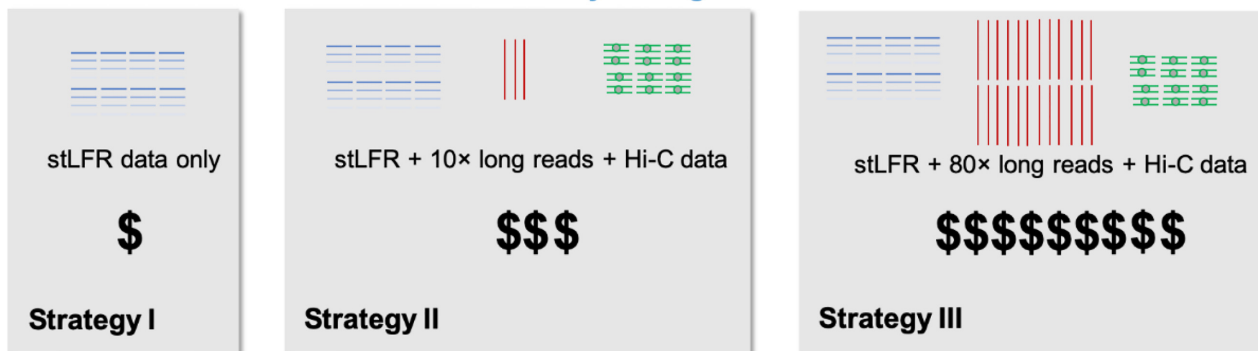 stLFR data only
$
Strategy I
stLFR + 10× long reads + Hi-C data
$$$
Strategy II
stLFR + 80× long reads + Hi-C data
$$$$$$$$$
Strategy III